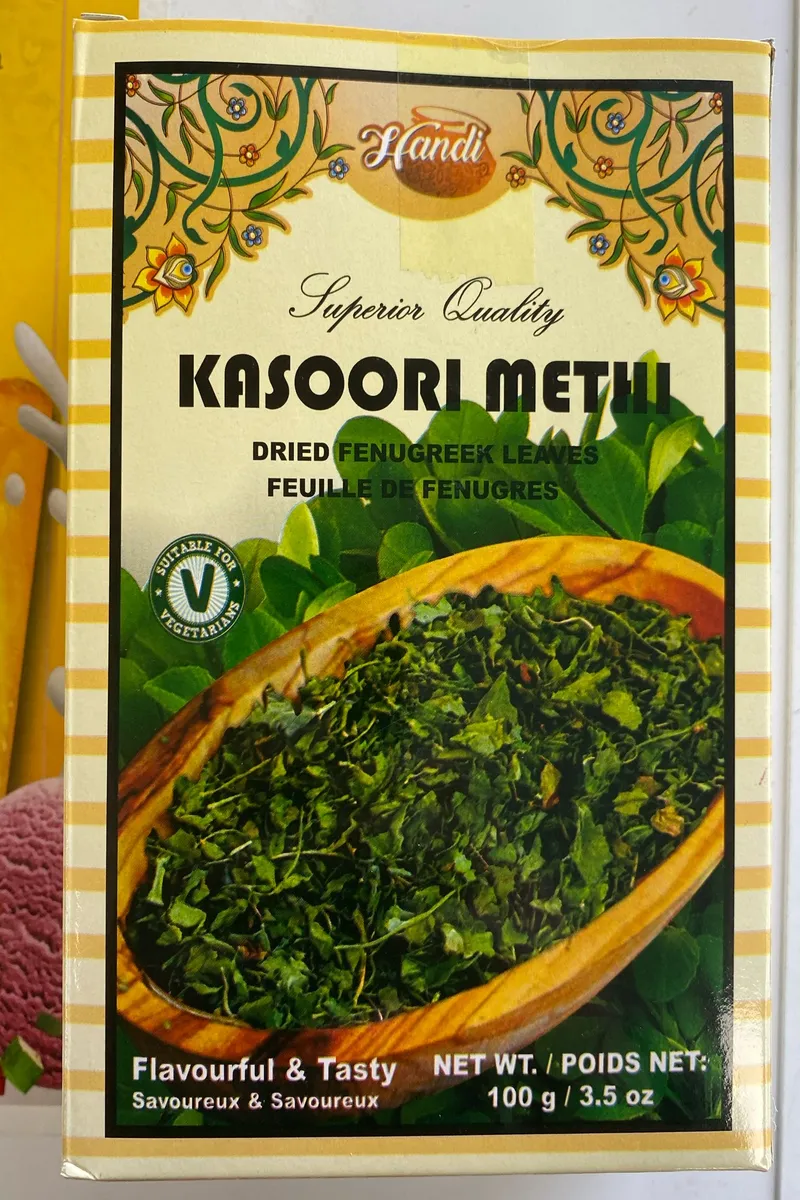 Handi
Superior Quality
KASOORI METHI
DRIED FENUGREEK LEAVES
FEUILLE DE FENUGRES
SUITABLE FOR
V
VEGETARIANS
Flavourful & Tasty
Savoureux & Savoureux
NET WT. / POIDS NET:
100 g / 3.5 oz